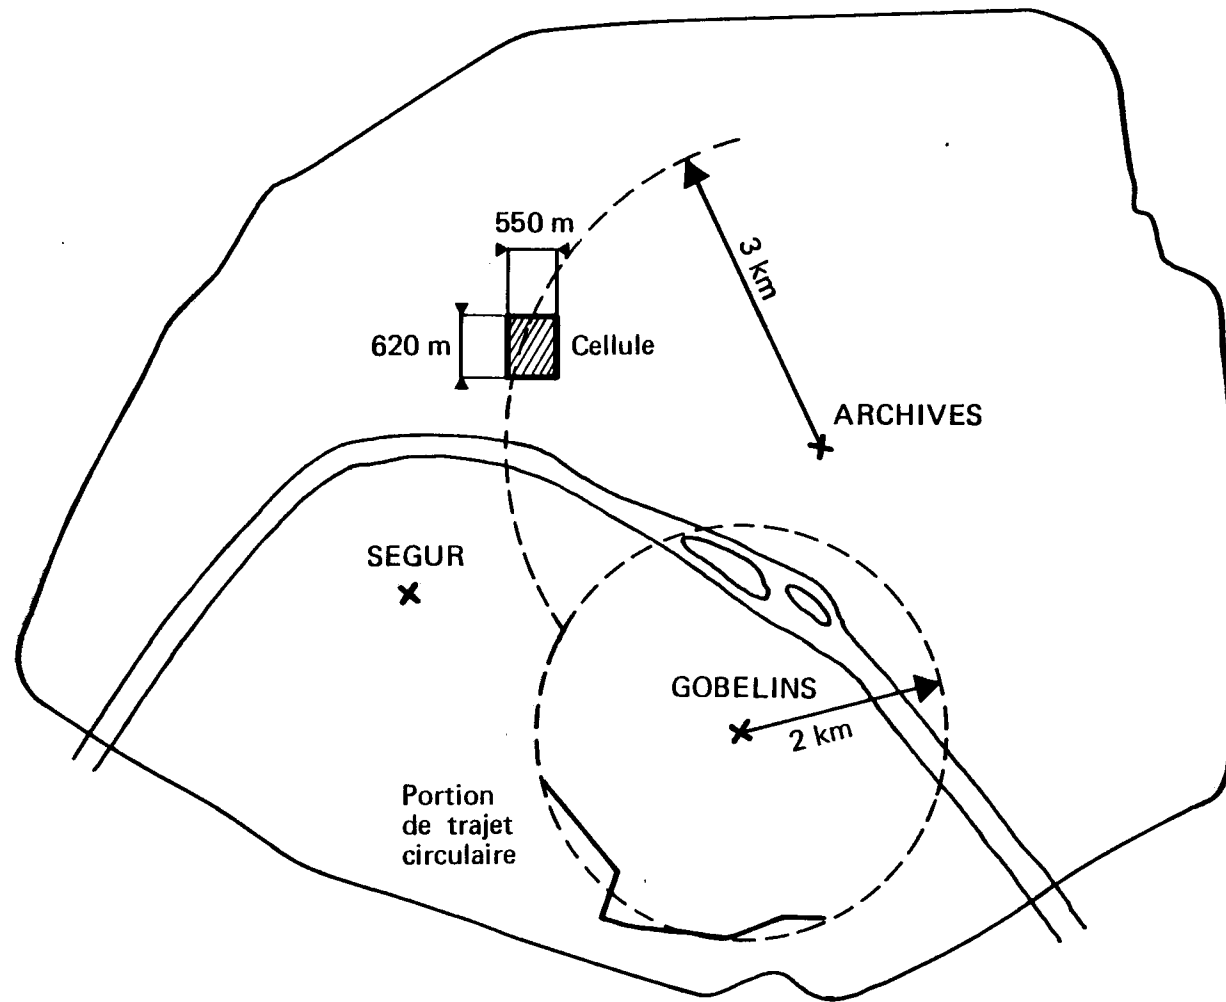 550 m
3 km
620 m
Cellule
ARCHIVES
SEGUR
GOBELINS
2 km
Portion
de trajet
circulaire